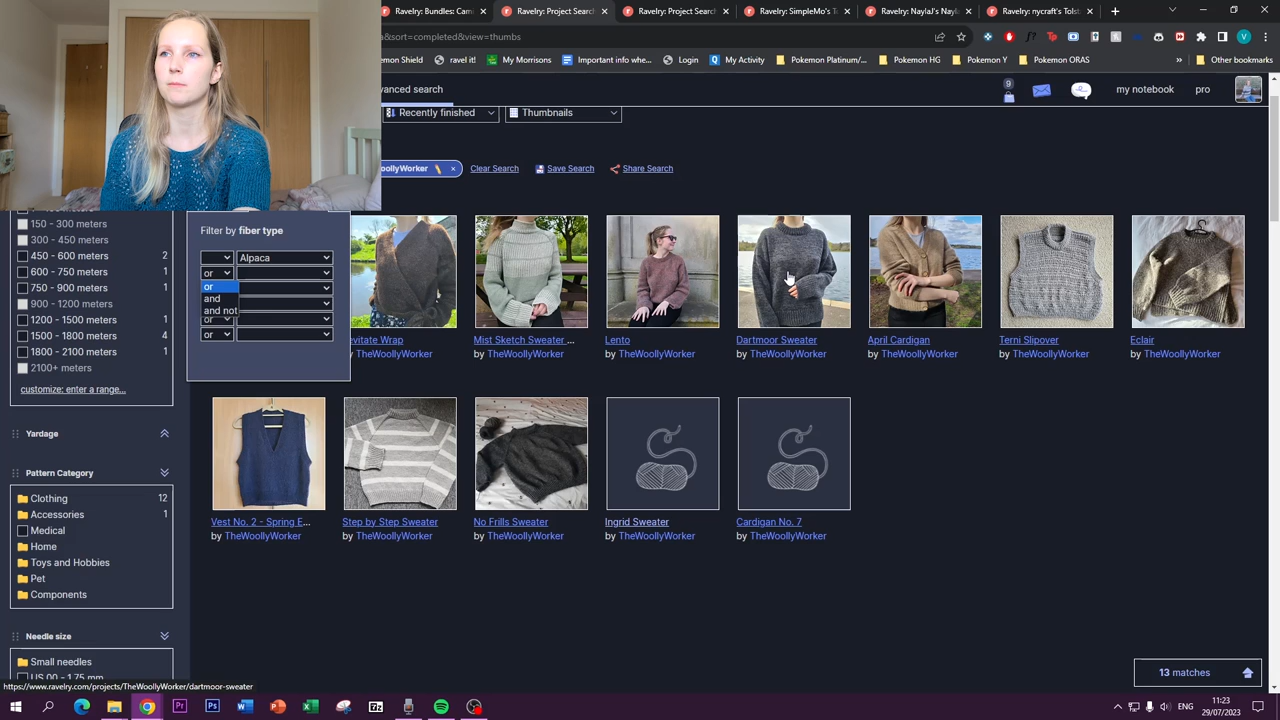 Ravelry: Bundles Cam
Ravelry: Project Search
Ravelry: Project Search
Ravelry: SimpleMo's T
Ravelry: NaylaJ's Nayle
Ravelry: nycraft's Tolst
a&sort=completed&view=thumbs
okemon Shield
ravel it!
My Morrisons
Important info whe...
Login
My Activity
Pokemon Platinum/...
Pokemon HG
Pokemon Y
Pokemon ORAS
Other bookmarks
vanced search
9
my notebook
pro
Recently finished
Thumbnails
oollyWorker
Clear Search
Save Search
Share Search
150 - 300 meters
300 - 450 meters
450 - 600 meters 2
600 - 750 meters 1
750 - 900 meters 1
900 - 1200 meters
1200 - 1500 meters 1
1500 - 1800 meters 4
1800 - 2100 meters 1
2100+ meters
customize: enter a range...
Filter by fiber type
Alpaca
or
or
and
and not
or
or
evitate Wrap
by TheWoollyWorker
Mist Sketch Sweater ...
by TheWoollyWorker
Lento
by TheWoollyWorker
Dartmoor Sweater
by TheWoollyWorker
April Cardigan
by TheWoollyWorker
Terni Slipover
by TheWoollyWorker
Eclair
by TheWoollyWorker
Yardage
Pattern Category
Clothing 12
Accessories 1
Medical
Home
Toys and Hobbies
Pet
Components
Needle size
Small needles
US 00 - 1.75 mm
Vest No. 2 - Spring E...
by TheWoollyWorker
Step by Step Sweater
by TheWoollyWorker
No Frills Sweater
by TheWoollyWorker
Ingrid Sweater
by TheWoollyWorker
Cardigan No. 7
by TheWoollyWorker
13 matches
https://www.ravelry.com/projects/TheWoollyWorker/dartmoor-sweater
ENG
11:23
29/07/2023